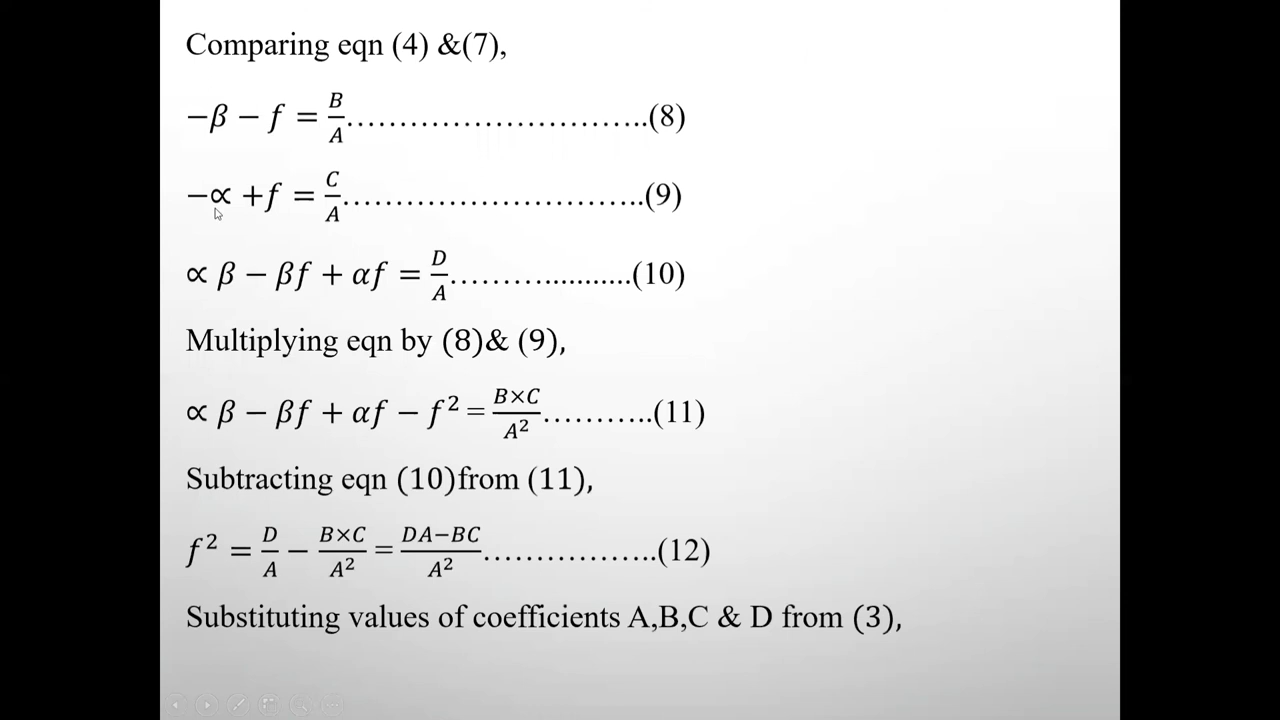 Comparing eqn (4) &(7),
−β − f = B/A…………………………….(8)
−∝ +f = C/A…………………………….(9)
∝ β − βf + αf = D/A………...........(10)
Multiplying eqn by (8)& (9),
∝ β − βf + αf − f² = B×C/A²………...(11)
Subtracting eqn (10)from (11),
f² = D/A − B×C/A² = DA−BC/A²……………….(12)
Substituting values of coefficients A,B,C & D from (3),